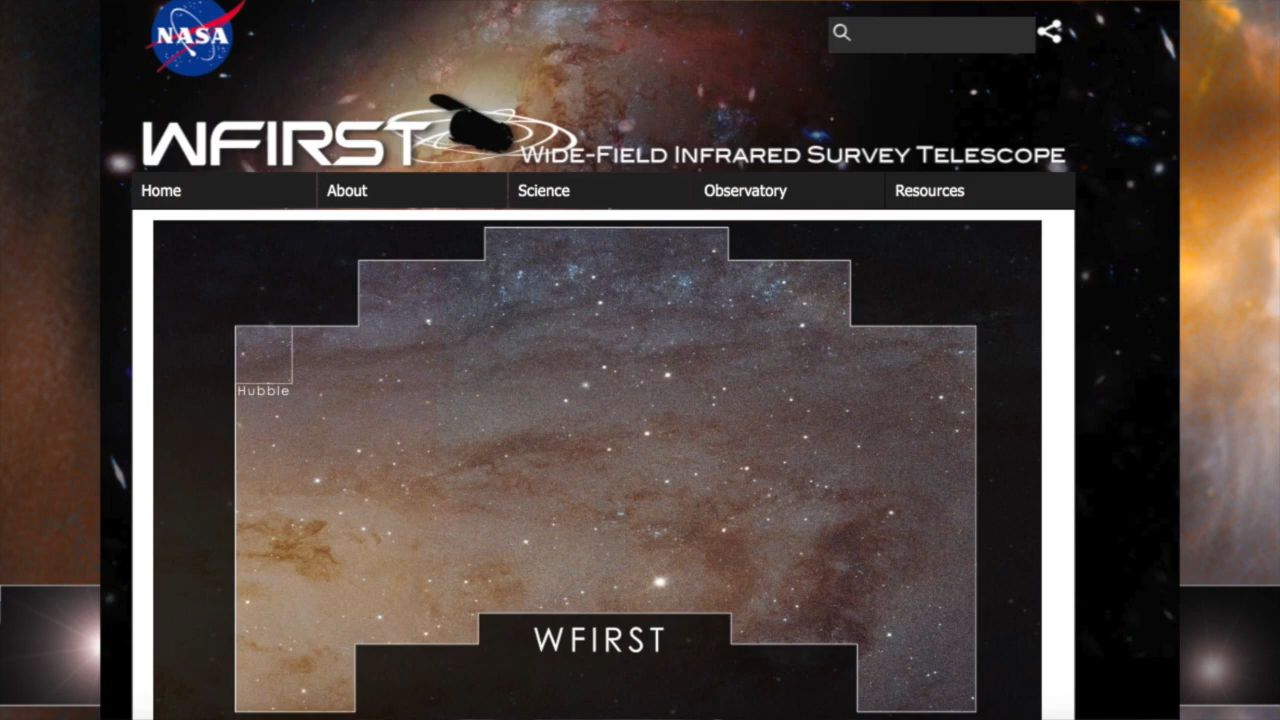 NASA
WFIRST
WIDE-FIELD INFRARED SURVEY TELESCOPE
Home About Science Observatory Resources
Hubble
WFIRST